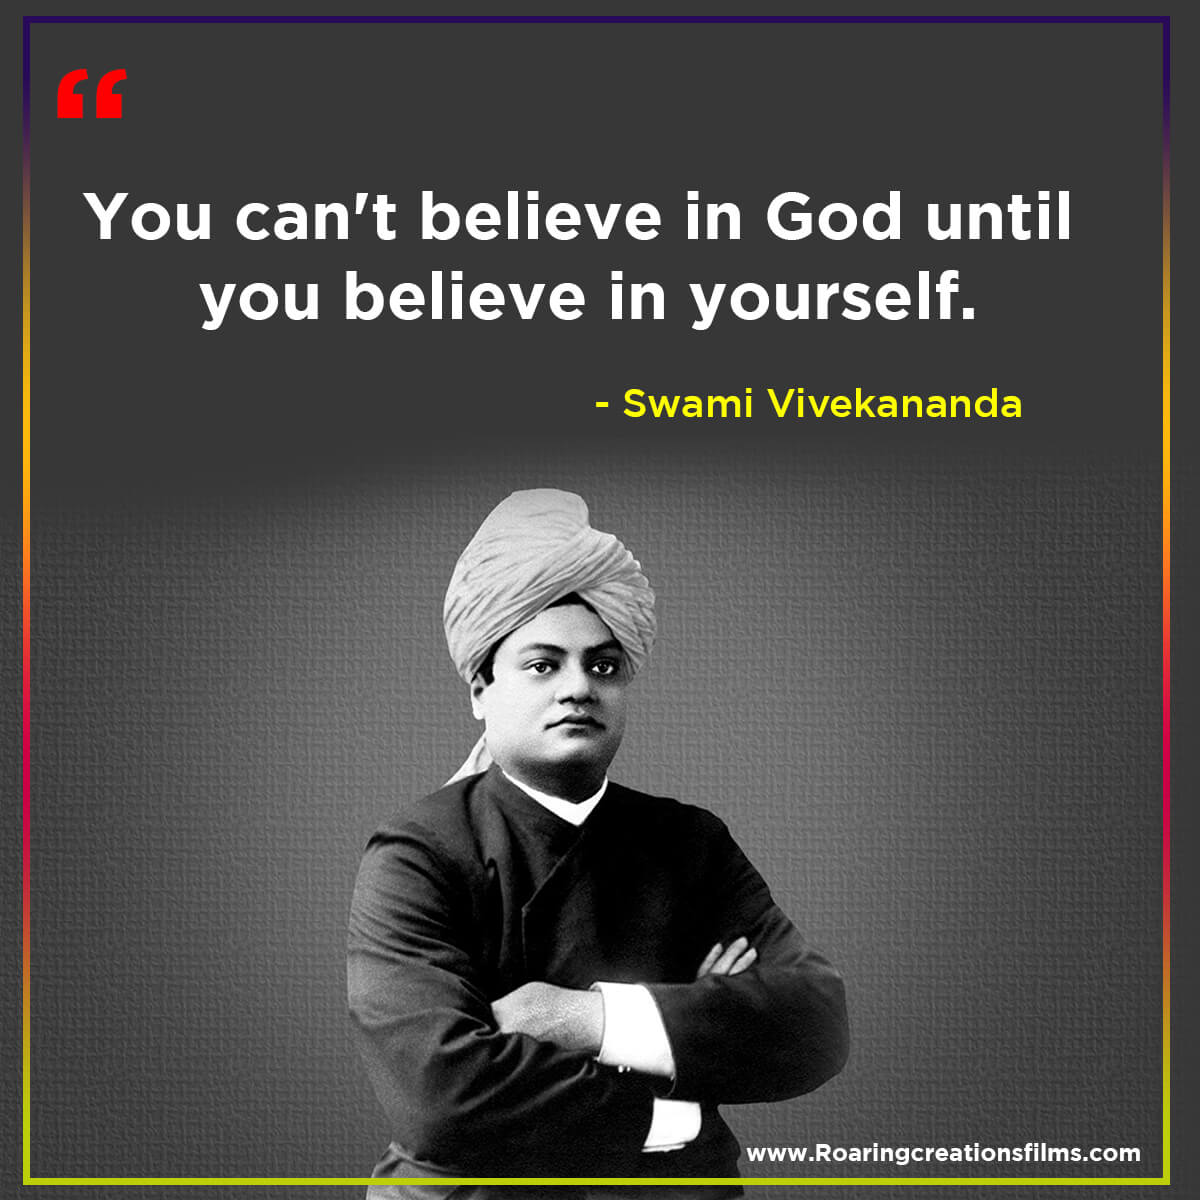 “
You can't believe in God until
you believe in yourself.
- Swami Vivekananda
www.Roaringcreationsfilms.com